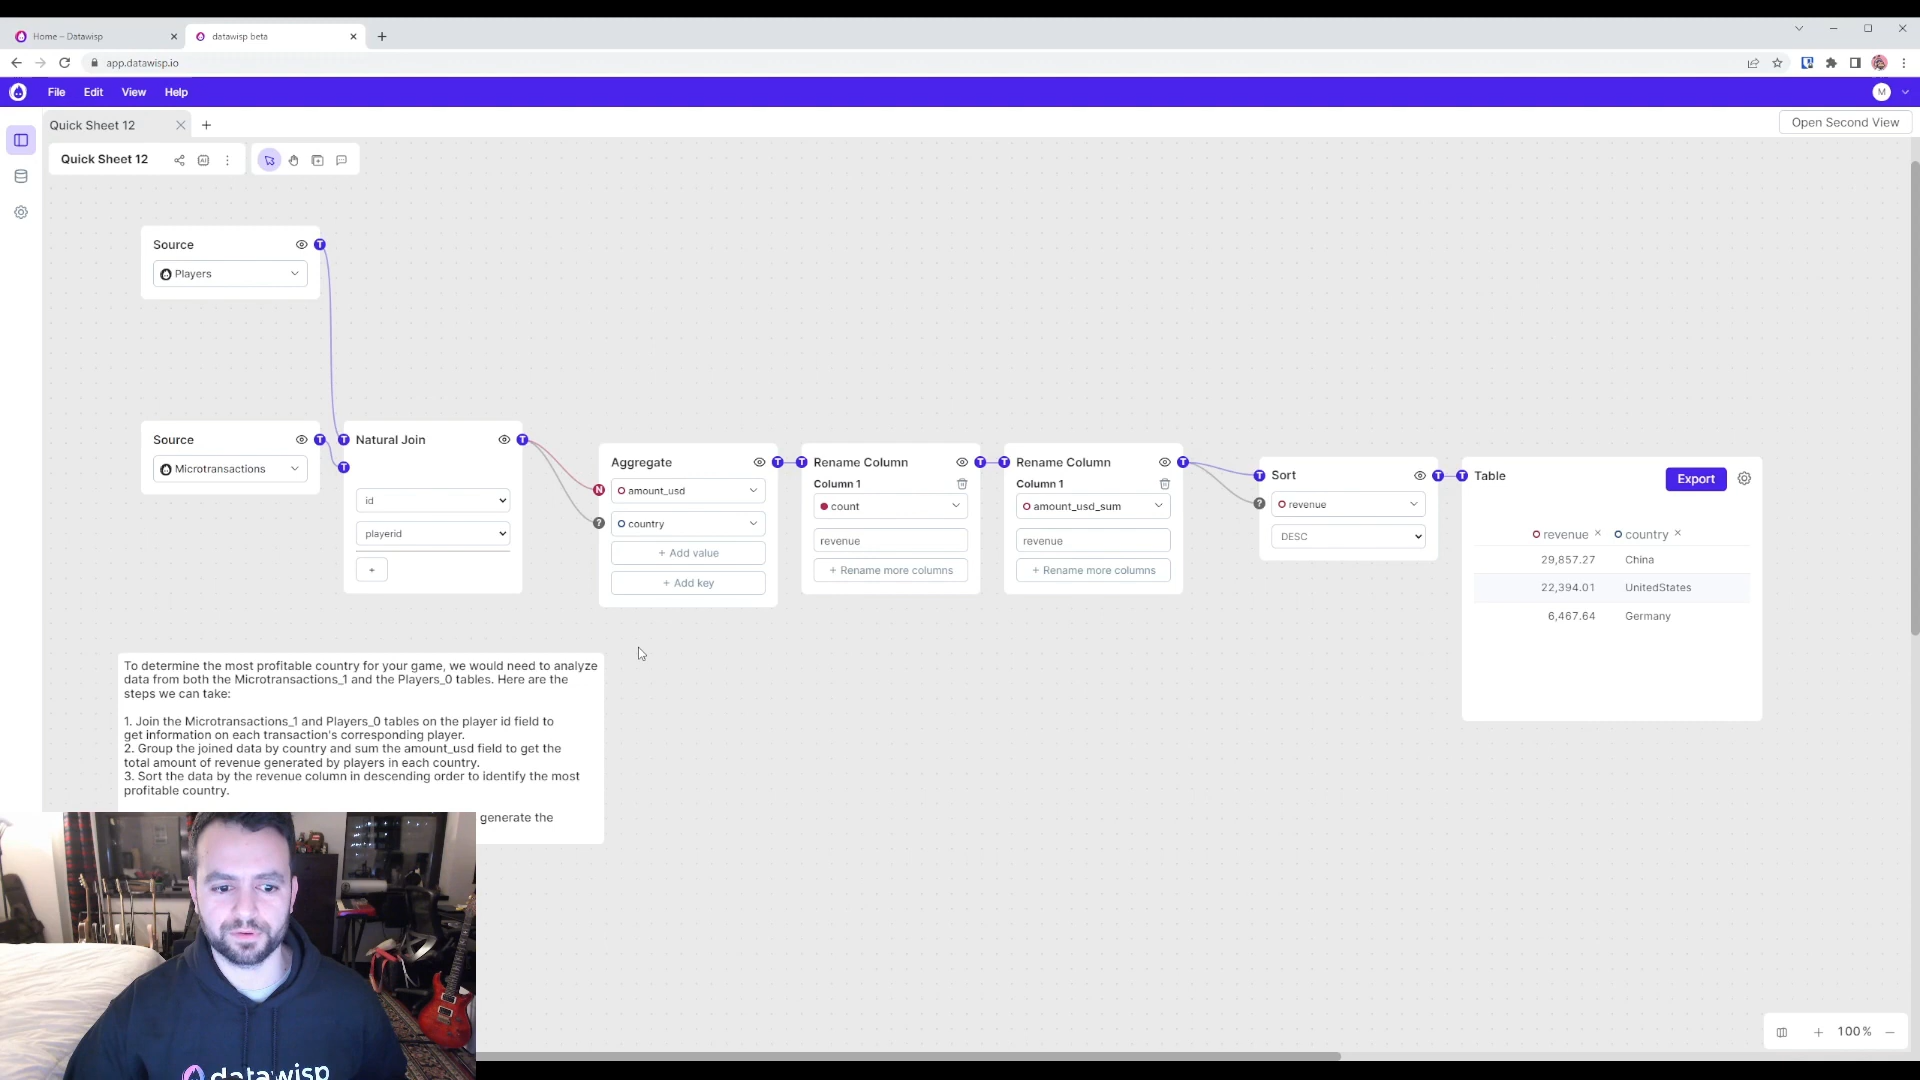 Home – Datawisp
datawisp beta
app.datawisp.io
File Edit View Help
M
Quick Sheet 12
Open Second View
Quick Sheet 12
Source
T
Players
Source
T
Microtransactions
T
Natural Join
T
T
id
playerid
+
Aggregate
T
N
amount_usd
?
country
+ Add value
+ Add key
T
Rename Column
T
Column 1
count
revenue
+ Rename more columns
T
Rename Column
T
Column 1
amount_usd_sum
revenue
+ Rename more columns
T
Sort
T
?
revenue
DESC
T
Table
Export
revenue country
29,857.27 China
22,394.01 UnitedStates
6,467.64 Germany
To determine the most profitable country for your game, we would need to analyze
data from both the Microtransactions_1 and the Players_0 tables. Here are the
steps we can take:
1. Join the Microtransactions_1 and Players_0 tables on the player id field to
get information on each transaction's corresponding player.
2. Group the joined data by country and sum the amount_usd field to get the
total amount of revenue generated by players in each country.
3. Sort the data by the revenue column in descending order to identify the most
profitable country.
generate the
datawisp
100%